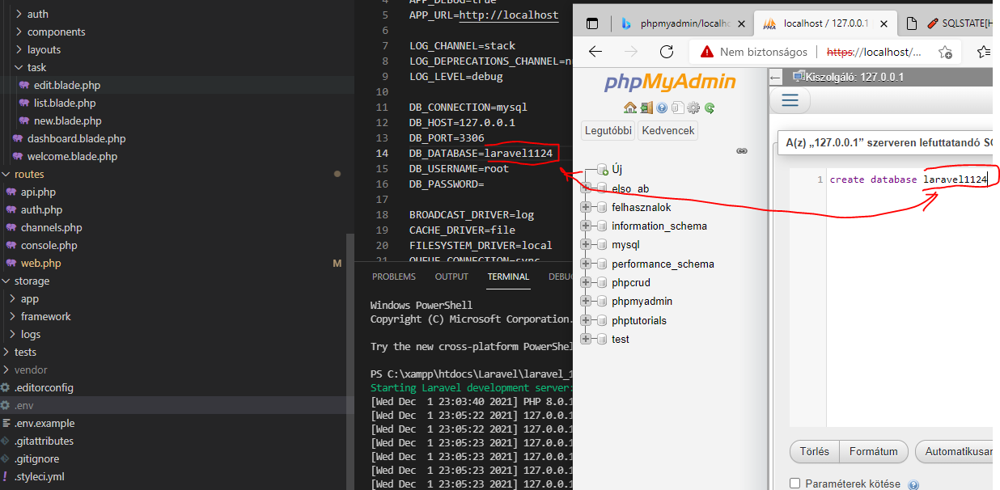 auth
components
layouts
task
edit.blade.php
list.blade.php
new.blade.php
dashboard.blade.php
welcome.blade.php
routes
api.php
auth.php
channels.php
console.php
web.php M
storage
app
framework
logs
tests
vendor
.editorconfig
.env
.env.example
.gitattributes
.gitignore
.styleci.yml
4 APP_DEBUG=true
5 APP_URL=http://localhost
6
7 LOG_CHANNEL=stack
8 LOG_DEPRECATIONS_CHANNEL=nu
9 LOG_LEVEL=debug
10
11 DB_CONNECTION=mysql
12 DB_HOST=127.0.0.1
13 DB_PORT=3306
14 DB_DATABASE=laravel1124
15 DB_USERNAME=root
16 DB_PASSWORD=
17
18 BROADCAST_DRIVER=log
19 CACHE_DRIVER=file
20 FILESYSTEM_DRIVER=local
21 QUEUE_CONNECTION=sync
PROBLEMS OUTPUT TERMINAL DEBU
Windows PowerShell
Copyright (C) Microsoft Corporation.
Try the new cross-platform PowerShel
PS C:\xampp\htdocs\Laravel\laravel_1
Starting Laravel development server:
[Wed Dec 1 23:03:40 2021] PHP 8.0.1
[Wed Dec 1 23:05:22 2021] 127.0.0.1
[Wed Dec 1 23:05:22 2021] 127.0.0.1
[Wed Dec 1 23:05:23 2021] 127.0.0.1
[Wed Dec 1 23:05:23 2021] 127.0.0.1
[Wed Dec 1 23:05:23 2021] 127.0.0.1
[Wed Dec 1 23:05:23 2021] 127.0.0.1
phpmyadmin/localh
PMA localhost / 127.0.0.1
SQLSTATE[H
Nem biztonságos https://localhost/...
phpMyAdmin
Legutóbbi Kedvencek
Új
elso_ab
felhasznalok
information_schema
mysql
performance_schema
phpcrud
phpmyadmin
phptutorials
test
Kiszolgáló: 127.0.0.1
A(z) „127.0.0.1” szerveren lefuttatandó SQ
1 create database laravel1124
Törlés Formátum Automatikusar
Paraméterek kötése